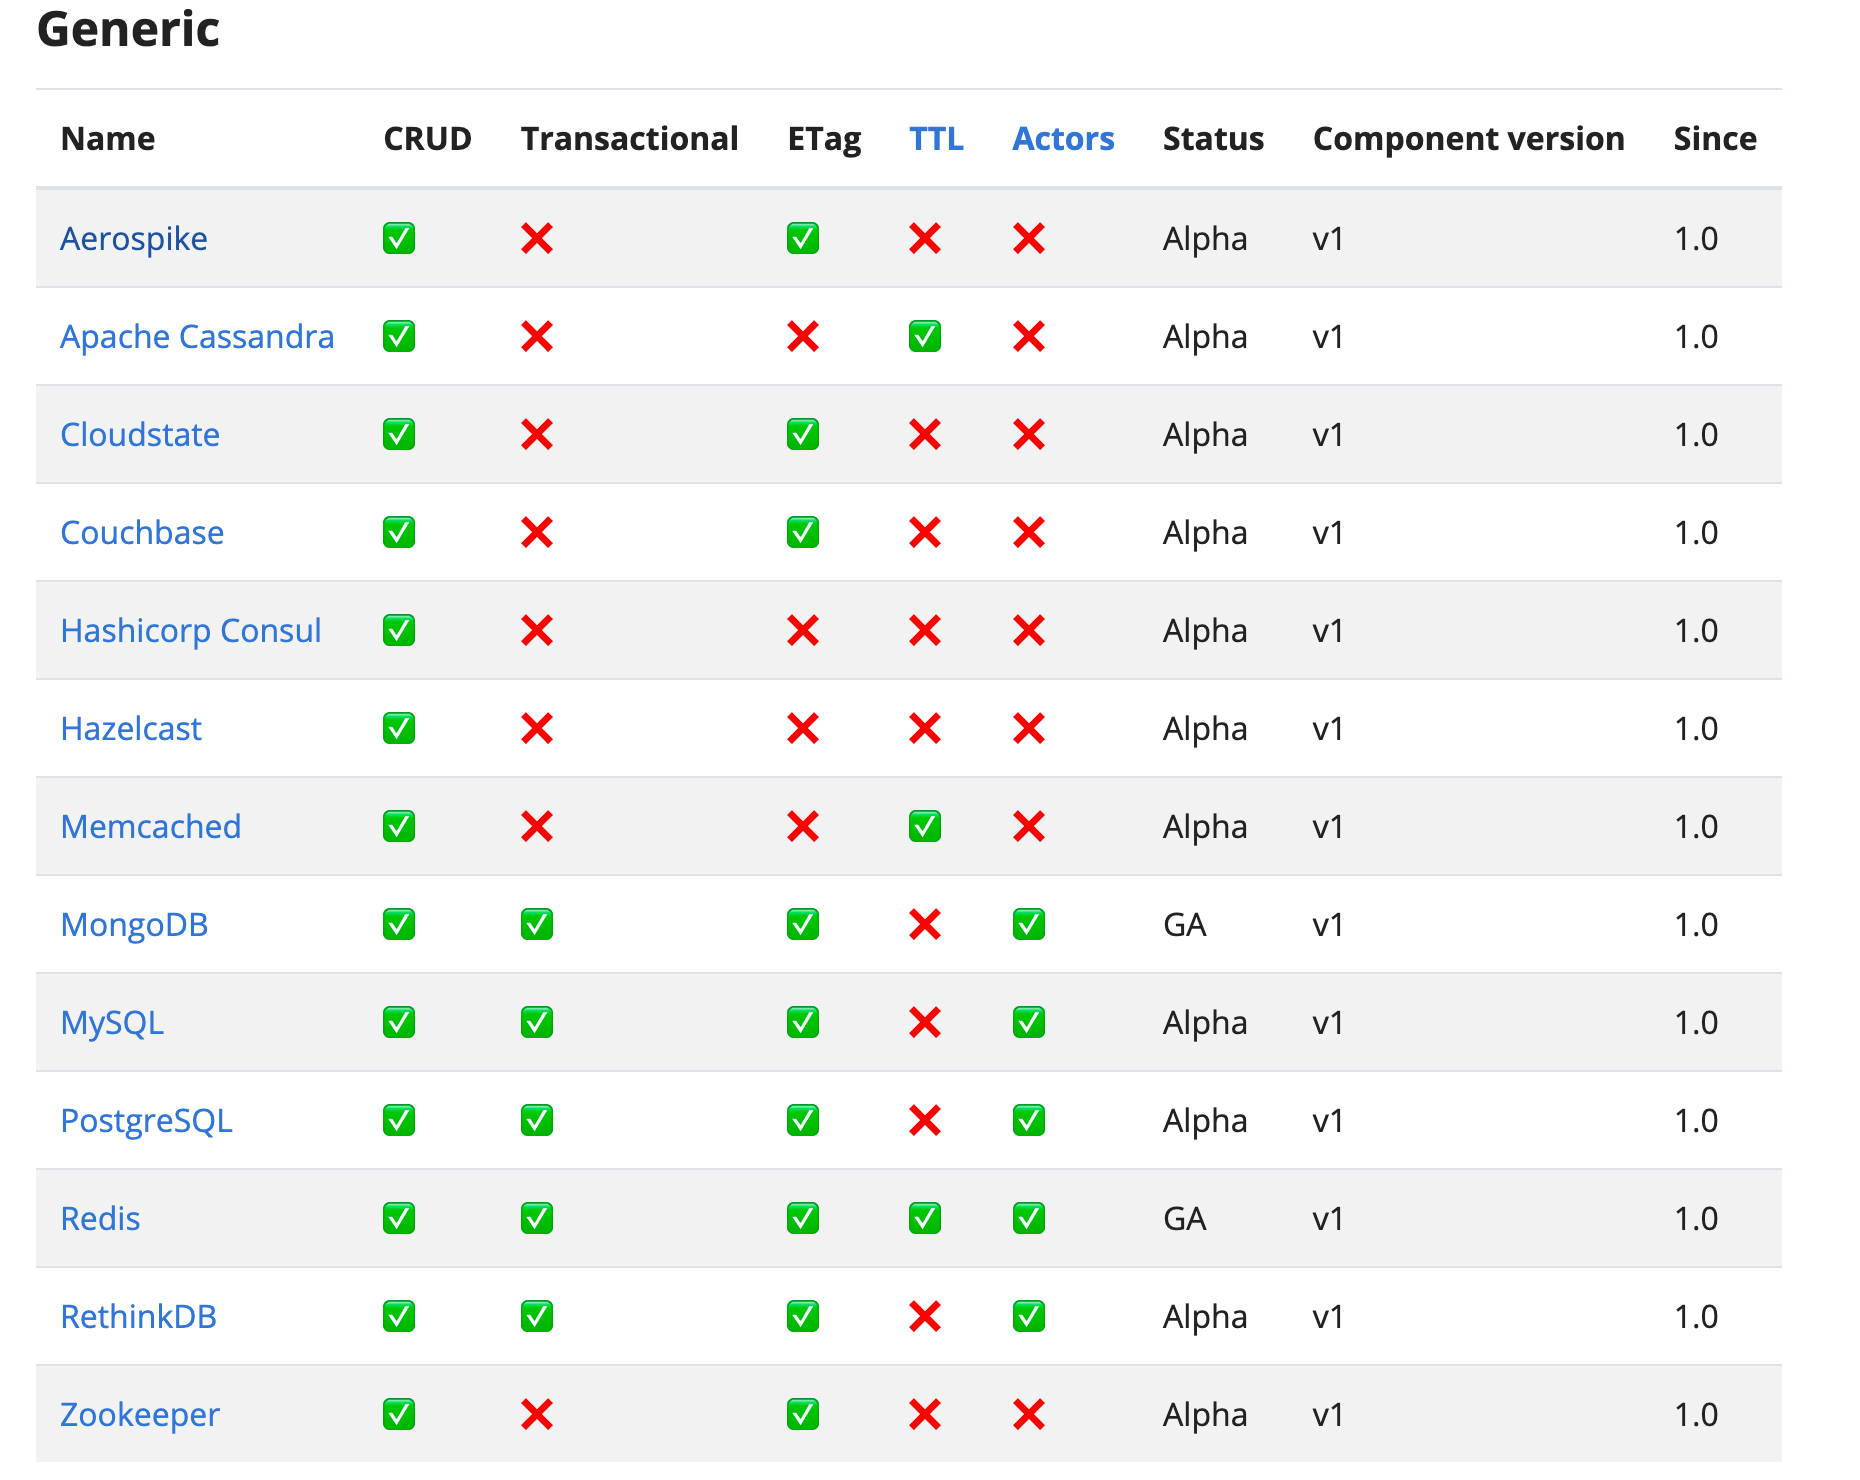 Generic
Name CRUD Transactional ETag TTL Actors Status Component version Since
Aerospike ✅ ❌ ✅ ❌ ❌ Alpha v1 1.0
Apache Cassandra ✅ ❌ ❌ ✅ ❌ Alpha v1 1.0
Cloudstate ✅ ❌ ✅ ❌ ❌ Alpha v1 1.0
Couchbase ✅ ❌ ✅ ❌ ❌ Alpha v1 1.0
Hashicorp Consul ✅ ❌ ❌ ❌ ❌ Alpha v1 1.0
Hazelcast ✅ ❌ ❌ ❌ ❌ Alpha v1 1.0
Memcached ✅ ❌ ❌ ✅ ❌ Alpha v1 1.0
MongoDB ✅ ✅ ✅ ❌ ✅ GA v1 1.0
MySQL ✅ ✅ ✅ ❌ ✅ Alpha v1 1.0
PostgreSQL ✅ ✅ ✅ ❌ ✅ Alpha v1 1.0
Redis ✅ ✅ ✅ ✅ ✅ GA v1 1.0
RethinkDB ✅ ✅ ✅ ❌ ✅ Alpha v1 1.0
Zookeeper ✅ ❌ ✅ ❌ ❌ Alpha v1 1.0